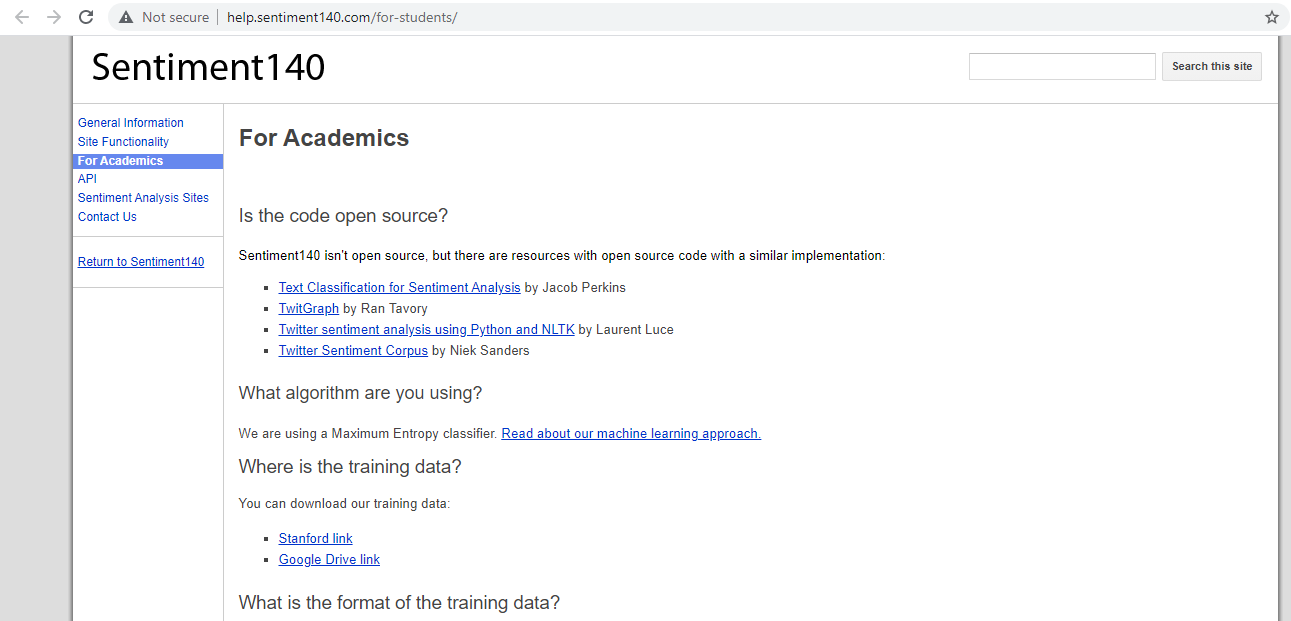 Not secure | help.sentiment140.com/for-students/
Sentiment140
Search this site
General Information
Site Functionality
For Academics
API
Sentiment Analysis Sites
Contact Us
Return to Sentiment140
For Academics
Is the code open source?
Sentiment140 isn't open source, but there are resources with open source code with a similar implementation:
Text Classification for Sentiment Analysis by Jacob Perkins
TwitGraph by Ran Tavory
Twitter sentiment analysis using Python and NLTK by Laurent Luce
Twitter Sentiment Corpus by Niek Sanders
What algorithm are you using?
We are using a Maximum Entropy classifier. Read about our machine learning approach.
Where is the training data?
You can download our training data:
Stanford link
Google Drive link
What is the format of the training data?